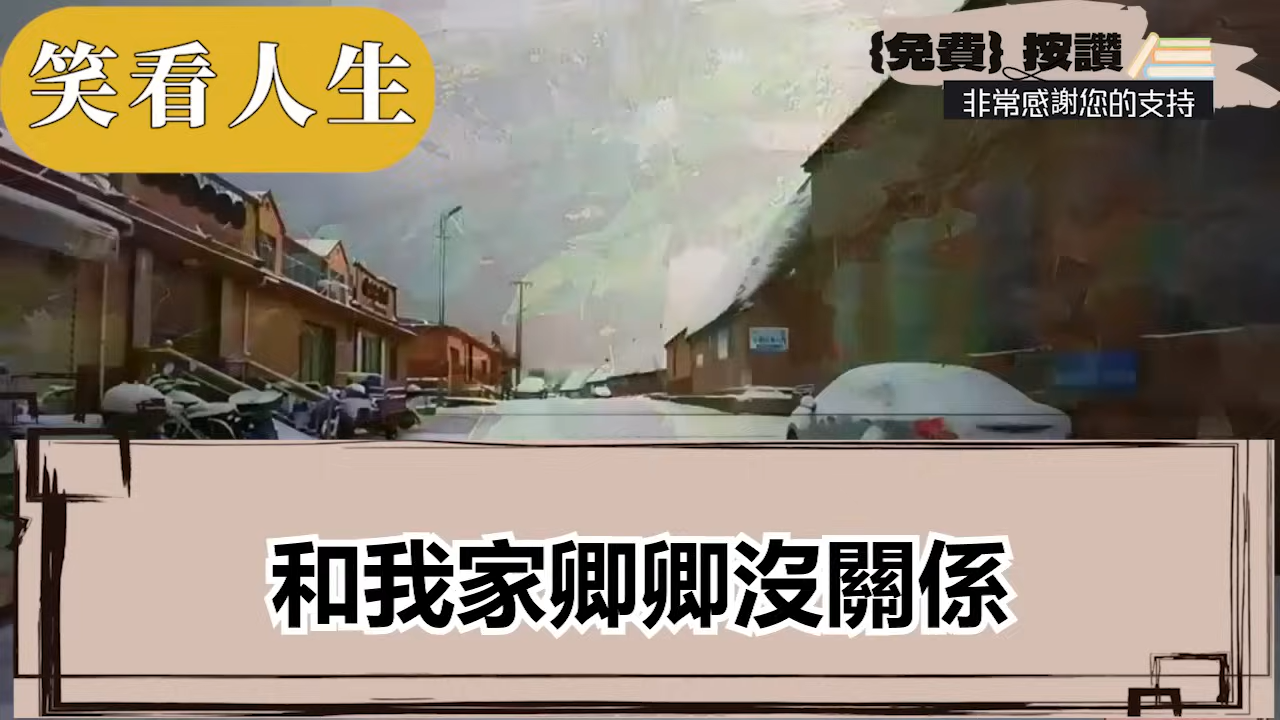 笑看人生
{免費} 按讚
非常感謝您的支持
和我家卿卿沒關係